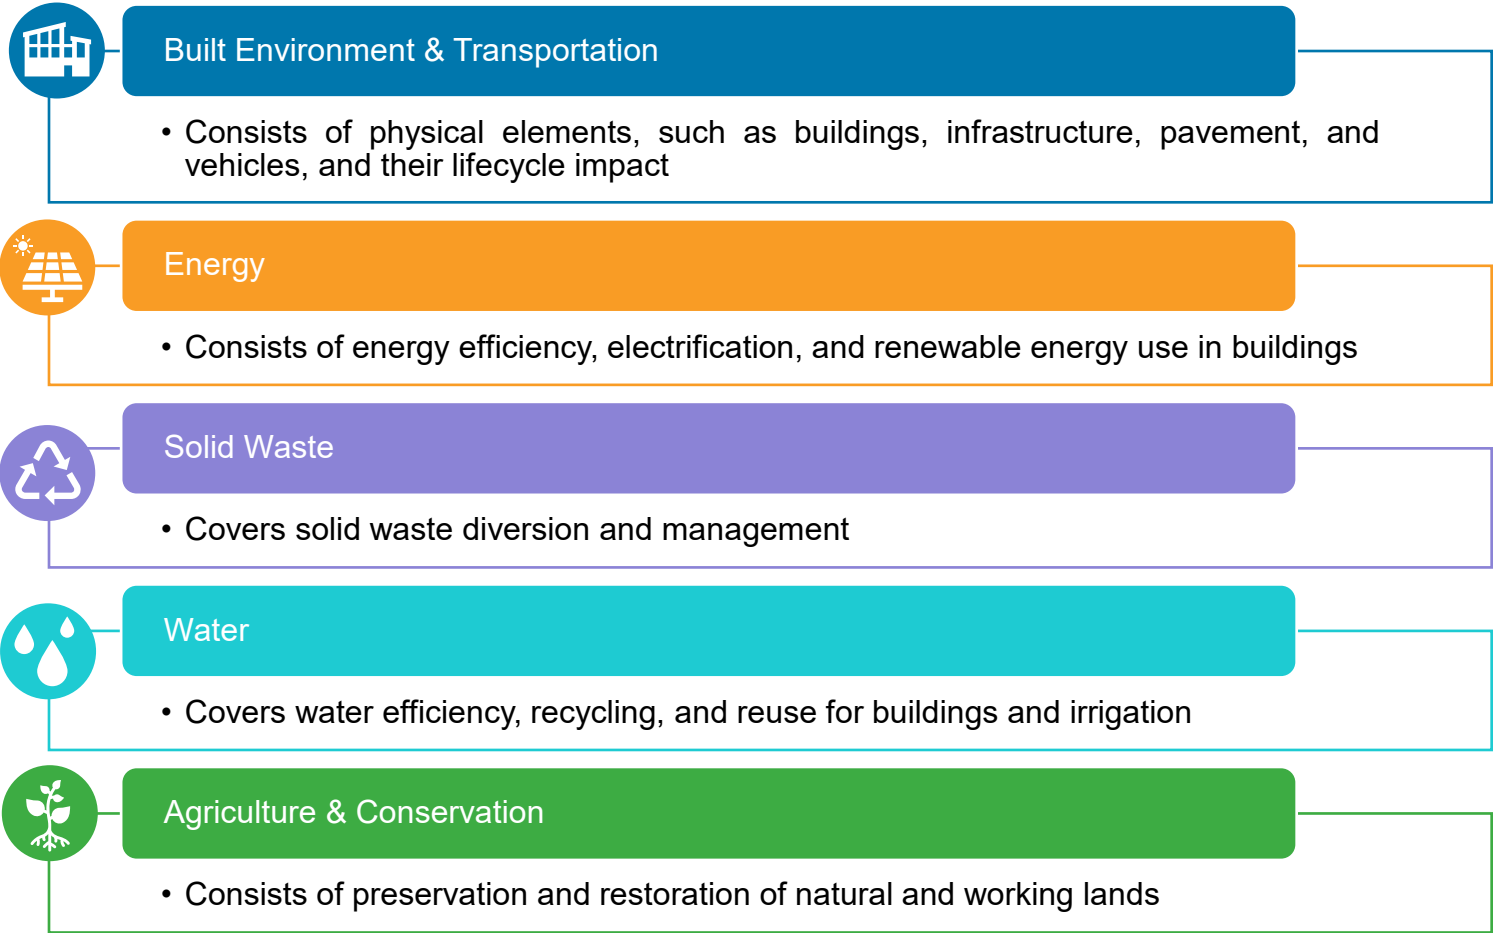 Built Environment & Transportation
• Consists of physical elements, such as buildings, infrastructure, pavement, and
vehicles, and their lifecycle impact
Energy
• Consists of energy efficiency, electrification, and renewable energy use in buildings
Solid Waste
• Covers solid waste diversion and management
Water
• Covers water efficiency, recycling, and reuse for buildings and irrigation
Agriculture & Conservation
• Consists of preservation and restoration of natural and working lands